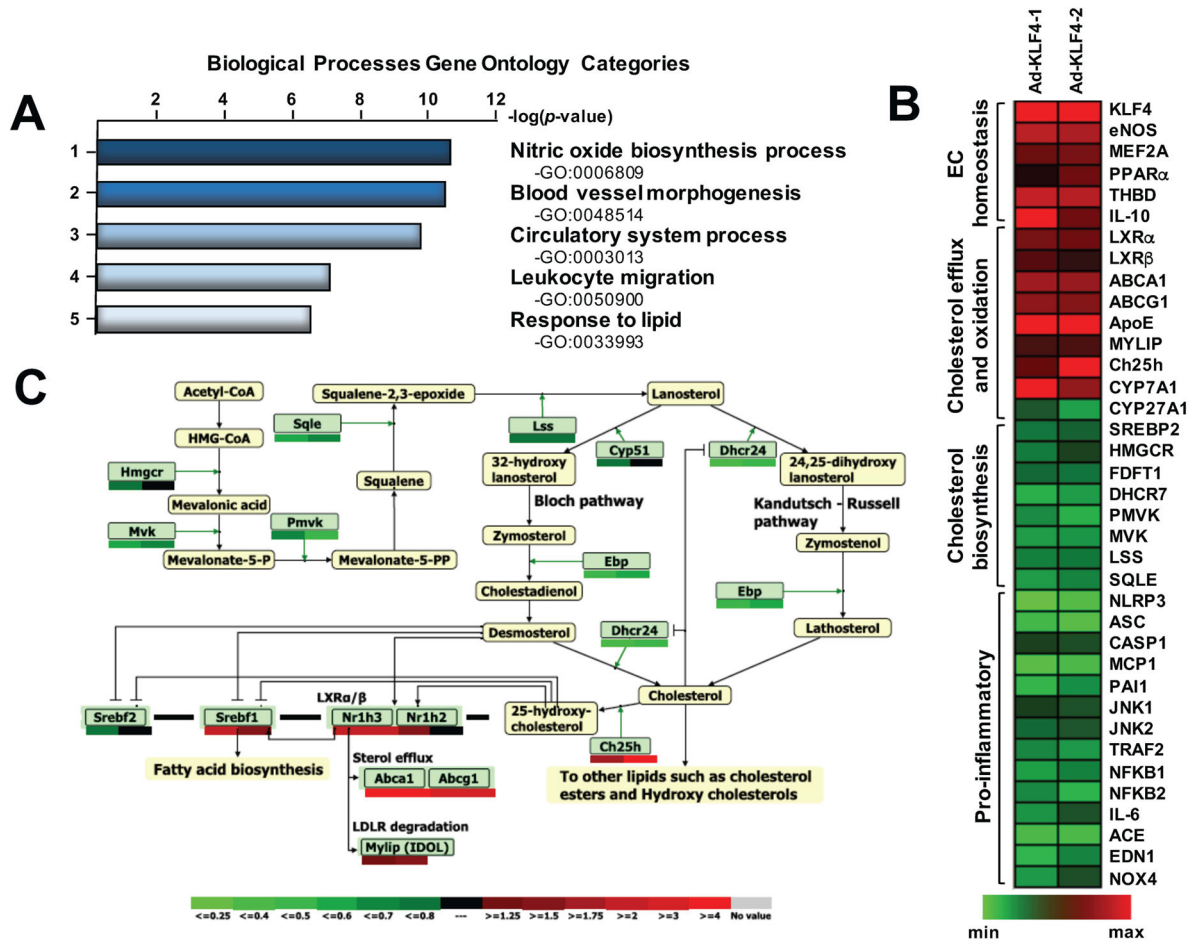 Biological Processes Gene Ontology Categories
A
2 4 6 8 10 12
-log(p-value)
1
2
3
4
5
Nitric oxide biosynthesis process
-GO:0006809
Blood vessel morphogenesis
-GO:0048514
Circulatory system process
-GO:0003013
Leukocyte migration
-GO:0050900
Response to lipid
-GO:0033993
B
Ad-KLF4-1
Ad-KLF4-2
EC homeostasis
KLF4
eNOS
MEF2A
PPARα
THBD
IL-10
Cholesterol efflux and oxidation
LXRα
LXRβ
ABCA1
ABCG1
ApoE
MYLIP
Ch25h
CYP7A1
CYP27A1
Cholesterol biosynthesis
SREBP2
HMGCR
FDFT1
DHCR7
PMVK
MVK
LSS
SQLE
Pro-inflammatory
NLRP3
ASC
CASP1
MCP1
PAI1
JNK1
JNK2
TRAF2
NFKB1
NFKB2
IL-6
ACE
EDN1
NOX4
min max
C
Acetyl-CoA
HMG-CoA
Hmgcr
Mevalonic acid
Mvk
Mevalonate-5-P
Pmvk
Mevalonate-5-PP
Squalene
Sqle
Squalene-2,3-epoxide
Lss
Lanosterol
Cyp51
Dhcr24
32-hydroxy
lanosterol
24,25-dihydroxy
lanosterol
Bloch pathway
Kandutsch - Russell
pathway
Zymosterol
Zymostenol
Ebp
Ebp
Cholestadienol
Desmosterol
Dhcr24
Lathosterol
Cholesterol
25-hydroxy-
cholesterol
Ch25h
To other lipids such as cholesterol
esters and Hydroxy cholesterols
LXRα/β
Srebf2
Srebf1
Nr1h3
Nr1h2
Fatty acid biosynthesis
Sterol efflux
Abca1
Abcg1
LDLR degradation
Mylip (IDOL)
<=0.25 <=0.4 <=0.5 <=0.6 <=0.7 <=0.8 --- >=1.25 >=1.5 >=1.75 >=2 >=3 >=4 No value